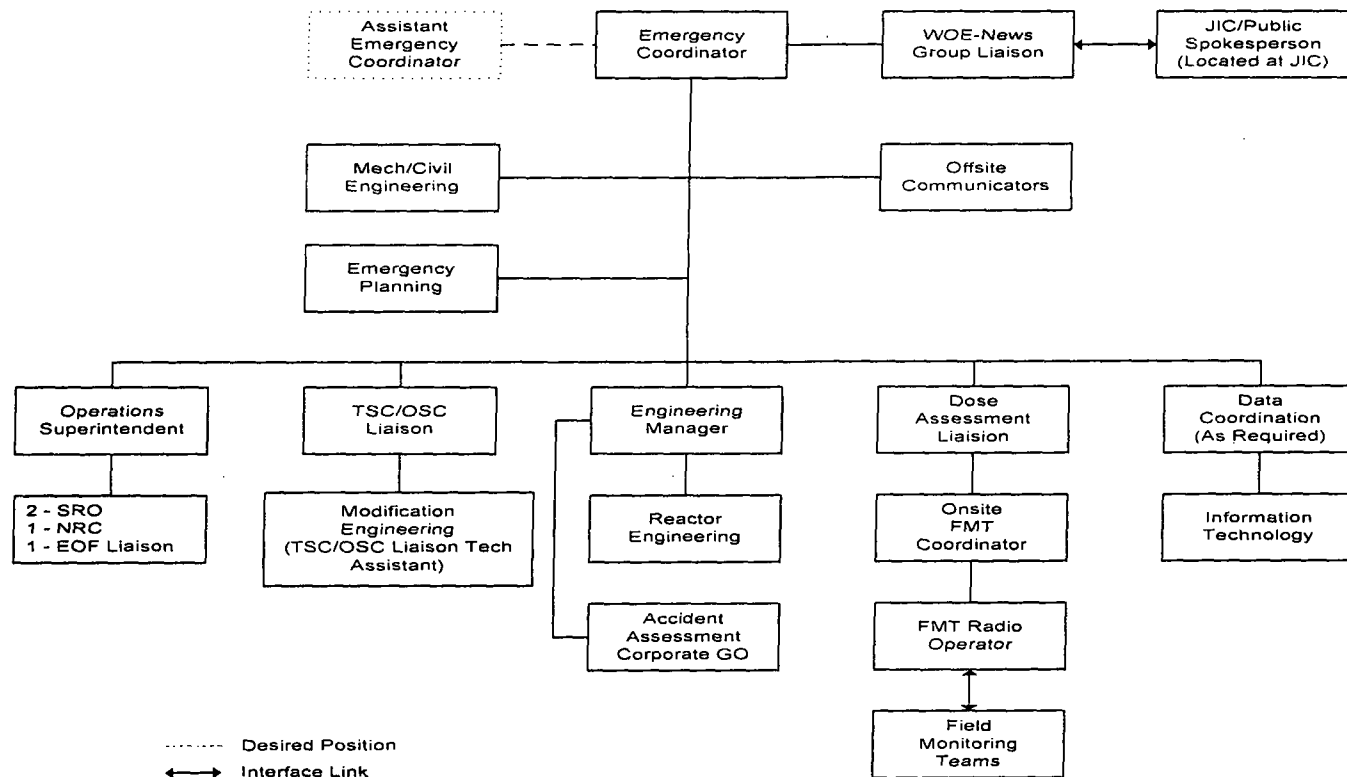 Assistant
Emergency
Coordinator
Emergency
Coordinator
WOE-News
Group Liaison
JIC/Public
Spokesperson
(Located at JIC)
Mech/Civil
Engineering
Offsite
Communicators
Emergency
Planning
Operations
Superintendent
TSC/OSC
Liaison
Engineering
Manager
Dose
Assessment
Liaision
Data
Coordination
(As Required)
2 - SRO
1 - NRC
1 - EOF Liaison
Modification
Engineering
(TSC/OSC Liaison Tech
Assistant)
Reactor
Engineering
Onsite
FMT
Coordinator
Information
Technology
Accident
Assessment
Corporate GO
FMT Radio
Operator
Field
Monitoring
Teams
Desired Position
Interface Link